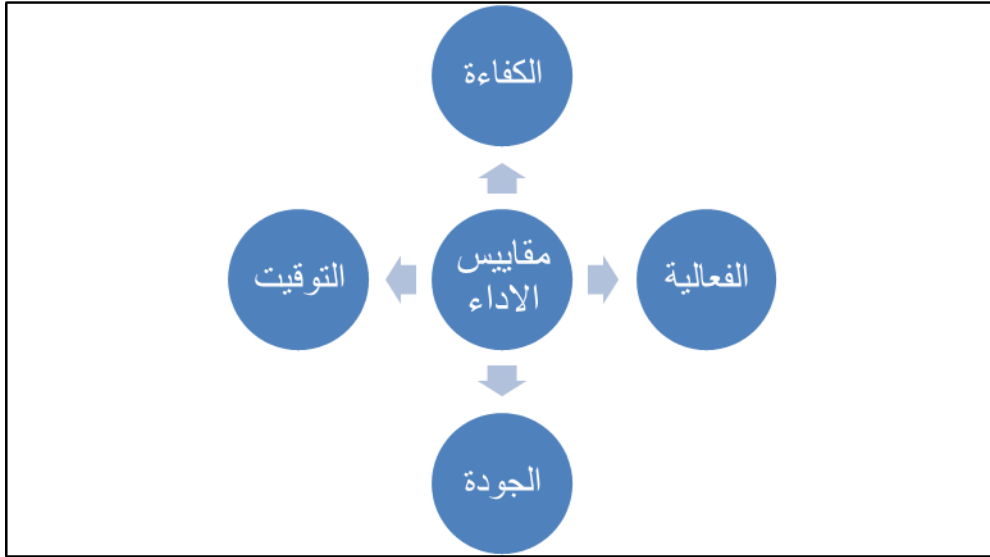 الكفاءة
الفعالية
مقاييس
الاداء
التوقيت
الجودة